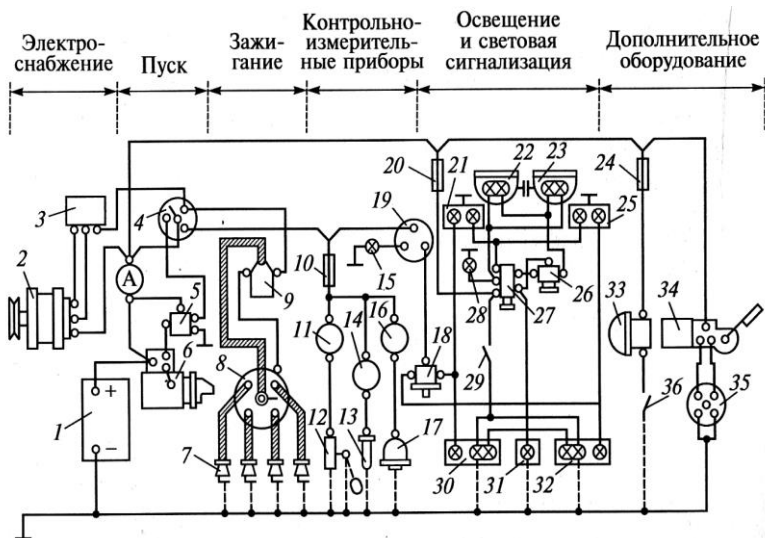 Электро-
снабжение
Пуск
Зажи-
гание
Контрольно-
измеритель-
ные приборы
Освещение
и световая
сигнализация
Дополнительное
оборудование
20
21
22
23
24
3
4
19
25
2
А
10
15
5
9
28
26
27
33
34
11
14
16
18
6
8
29
36
35
+
1
−
7
12
13
17
30
31
32